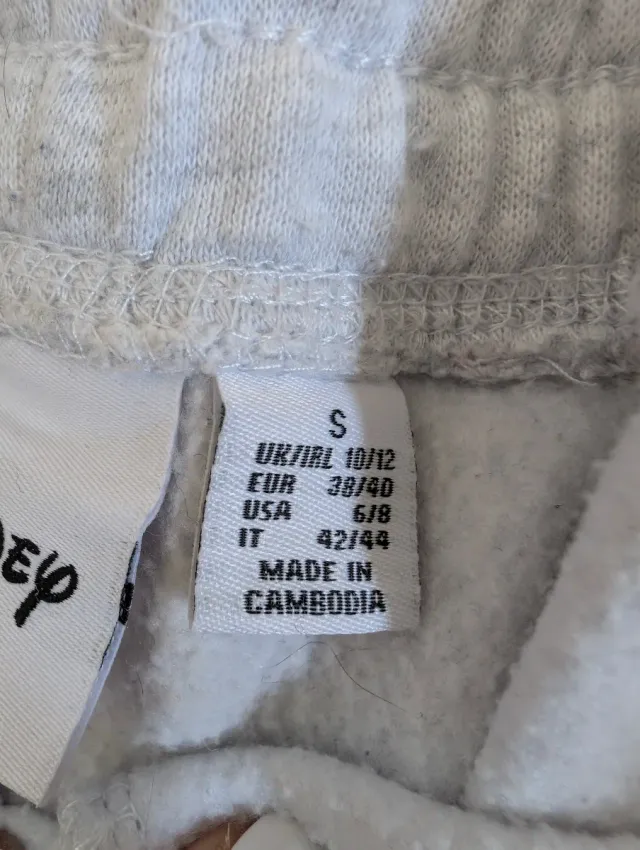 S
UK/IRL 10/12
EUR 38/40
USA 6/8
IT 42/44
MADE IN
CAMBODIA